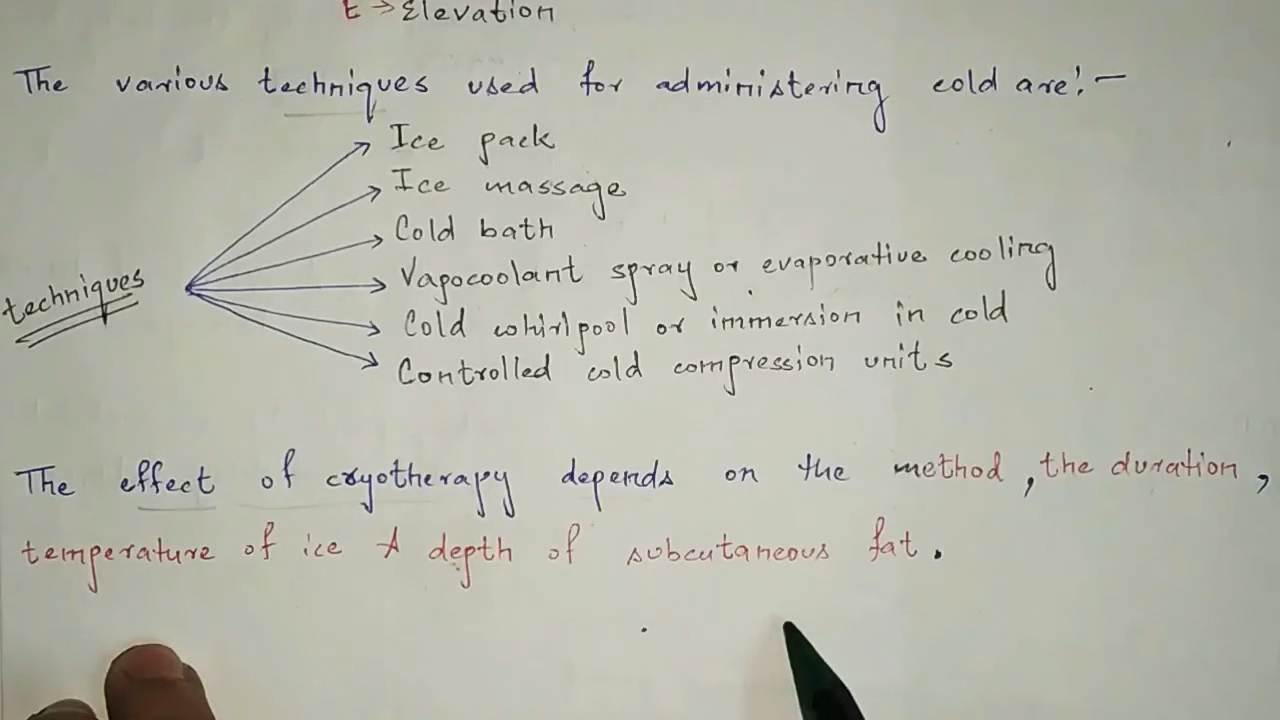 E → Elevation
The various techniques used for administering cold are:-
Ice pack
Ice massage
Cold bath
techniques
Vapocoolant spray or evaporative cooling
Cold whirlpool or immersion in cold
Controlled cold compression units
The effect of cryotherapy depends on the method, the duration,
temperature of ice & depth of subcutaneous fat.